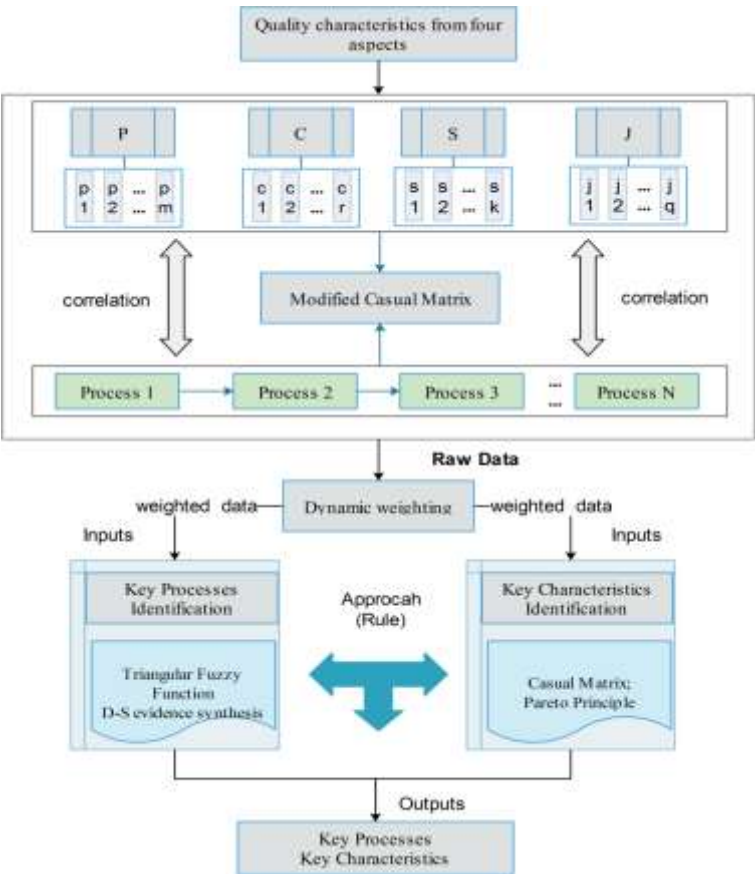 Quality characteristics from four
aspects
P
C
S
J
p p ... p
1 2 ... m
c c ... c
1 2 ... r
s s ... s
1 2 ... k
j j ... j
1 2 ... q
correlation
Modified Casual Matrix
correlation
Process 1
Process 2
Process 3
...
...
Process N
Raw Data
weighted data
Dynamic weighting
weighted data
Inputs
Inputs
Key Processes
Identification
Key Characteristics
Identification
Approcah
(Rule)
Triangular Fuzzy
Function
D-S evidence synthesis
Casual Matrix;
Pareto Principle
Outputs
Key Processes
Key Characteristics